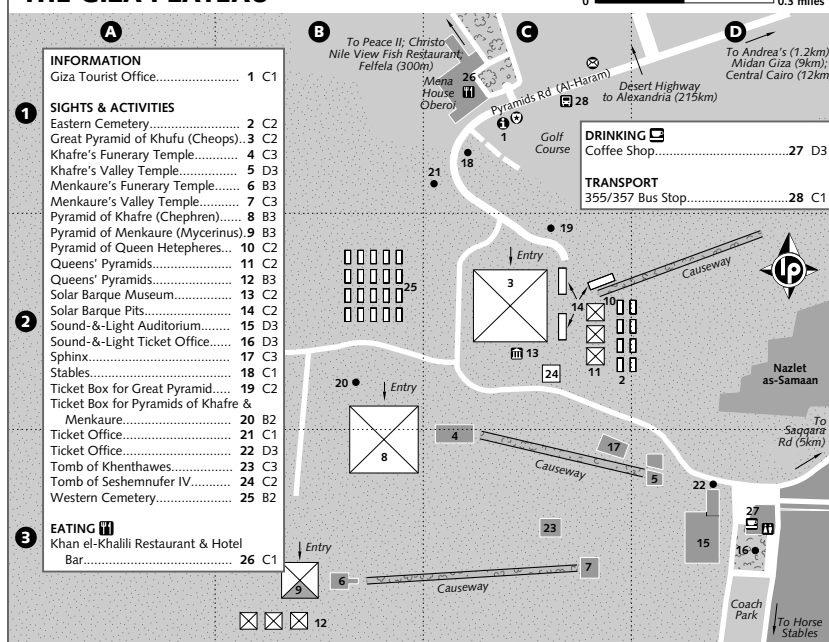 THE GIZA PLATEAU
0
0.3 miles
A
B
C
D
1
2
3
INFORMATION
Giza Tourist Office....................... 1 C1
SIGHTS & ACTIVITIES
Eastern Cemetery....................... 2 C2
Great Pyramid of Khufu (Cheops).. 3 C2
Khafre's Funerary Temple............ 4 C3
Khafre's Valley Temple................ 5 D3
Menkaure's Funerary Temple....... 6 B3
Menkaure's Valley Temple........... 7 C3
Pyramid of Khafre (Chephren)...... 8 B3
Pyramid of Menkaure (Mycerinus). 9 B3
Pyramid of Queen Hetepheres... 10 C2
Queens' Pyramids..................... 11 C2
Queens' Pyramids..................... 12 B3
Solar Barque Museum............... 13 C2
Solar Barque Pits....................... 14 C2
Sound-&-Light Auditorium......... 15 D3
Sound-&-Light Ticket Office....... 16 D3
Sphinx...................................... 17 C3
Stables..................................... 18 C1
Ticket Box for Great Pyramid..... 19 C2
Ticket Box for Pyramids of Khafre &
Menkaure............................... 20 B2
Ticket Office............................. 21 C1
Ticket Office............................. 22 D3
Tomb of Khenthawes................ 23 C3
Tomb of Seshemnufer IV........... 24 C2
Western Cemetery.................... 25 B2
EATING
Khan el-Khalili Restaurant & Hotel
Bar........................................ 26 C1
DRINKING
Coffee Shop............................. 27 D3
TRANSPORT
355/357 Bus Stop..................... 28 C1
To Peace II; Christo
Nile View Fish Restaurant;
Felfela (300m)
26
Mena
House
Oberoi
Pyramids Rd (Al-Haram)
28
i
1
Desert Highway
to Alexandria (215km)
To Andrea's (1.2km)
Midan Giza (9km);
Central Cairo (12km
Golf
Course
18
21
19
Entry
3
25
14
10
Causeway
lp
13
11
2
24
Nazlet
as-Samaan
20
Entry
8
4
Causeway
17
5
To
Saqqara
Rd (5km)
22
27
15
16
23
Entry
9
6
Causeway
7
12
Coach
Park
To Horse
Stables